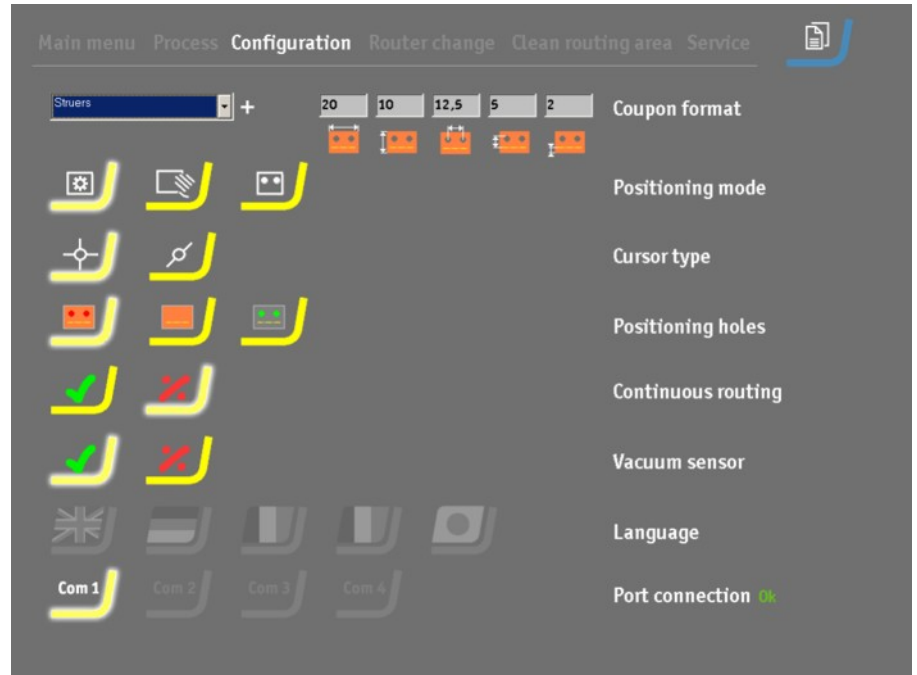 Main menu Process Configuration Router change Clean routing area Service
Struers + 20 10 12,5 5 2 Coupon format
Positioning mode
Cursor type
Positioning holes
Continuous routing
Vacuum sensor
Language
Com 1 Com 2 Com 3 Com 4 Port connection Ok